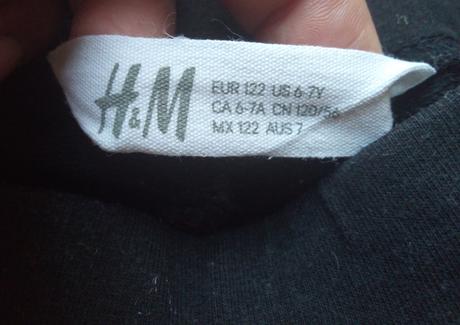 H&M
EUR 122 US 6-7Y
CA 6-7A CN 120/56
MX 122 AUS 7